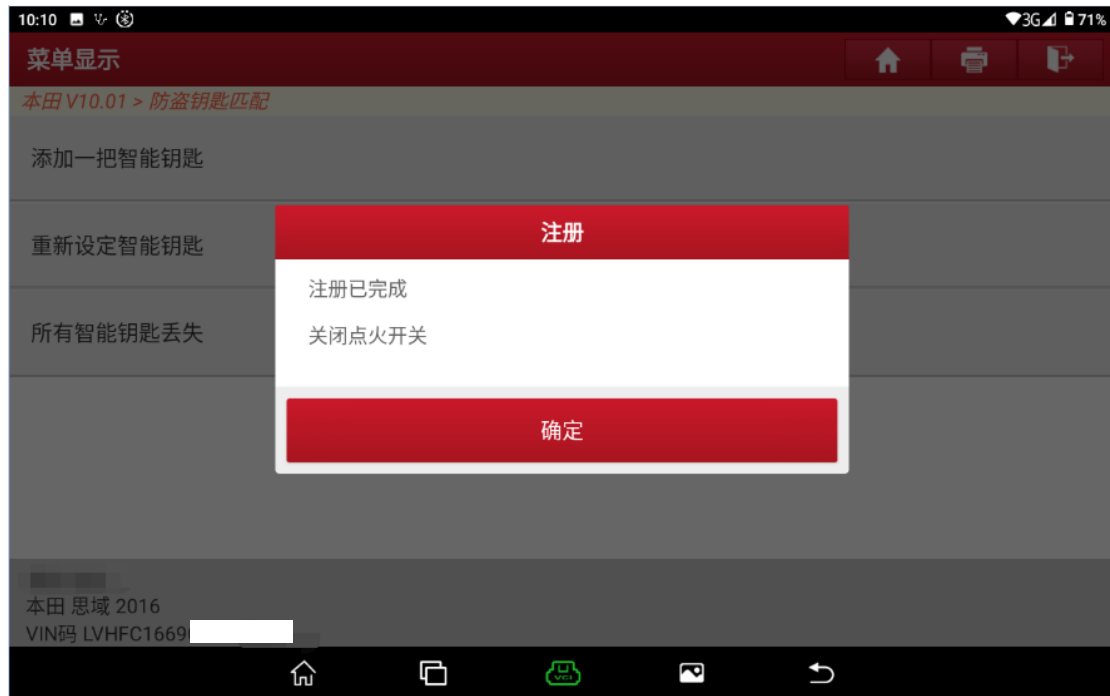 10:10
3G 71%
菜单显示
本田 V10.01 > 防盗钥匙匹配
添加一把智能钥匙
重新设定智能钥匙
所有智能钥匙丢失
注册
注册已完成
关闭点火开关
确定
本田 思域 2016
VIN码 LVHFC1669
VCI